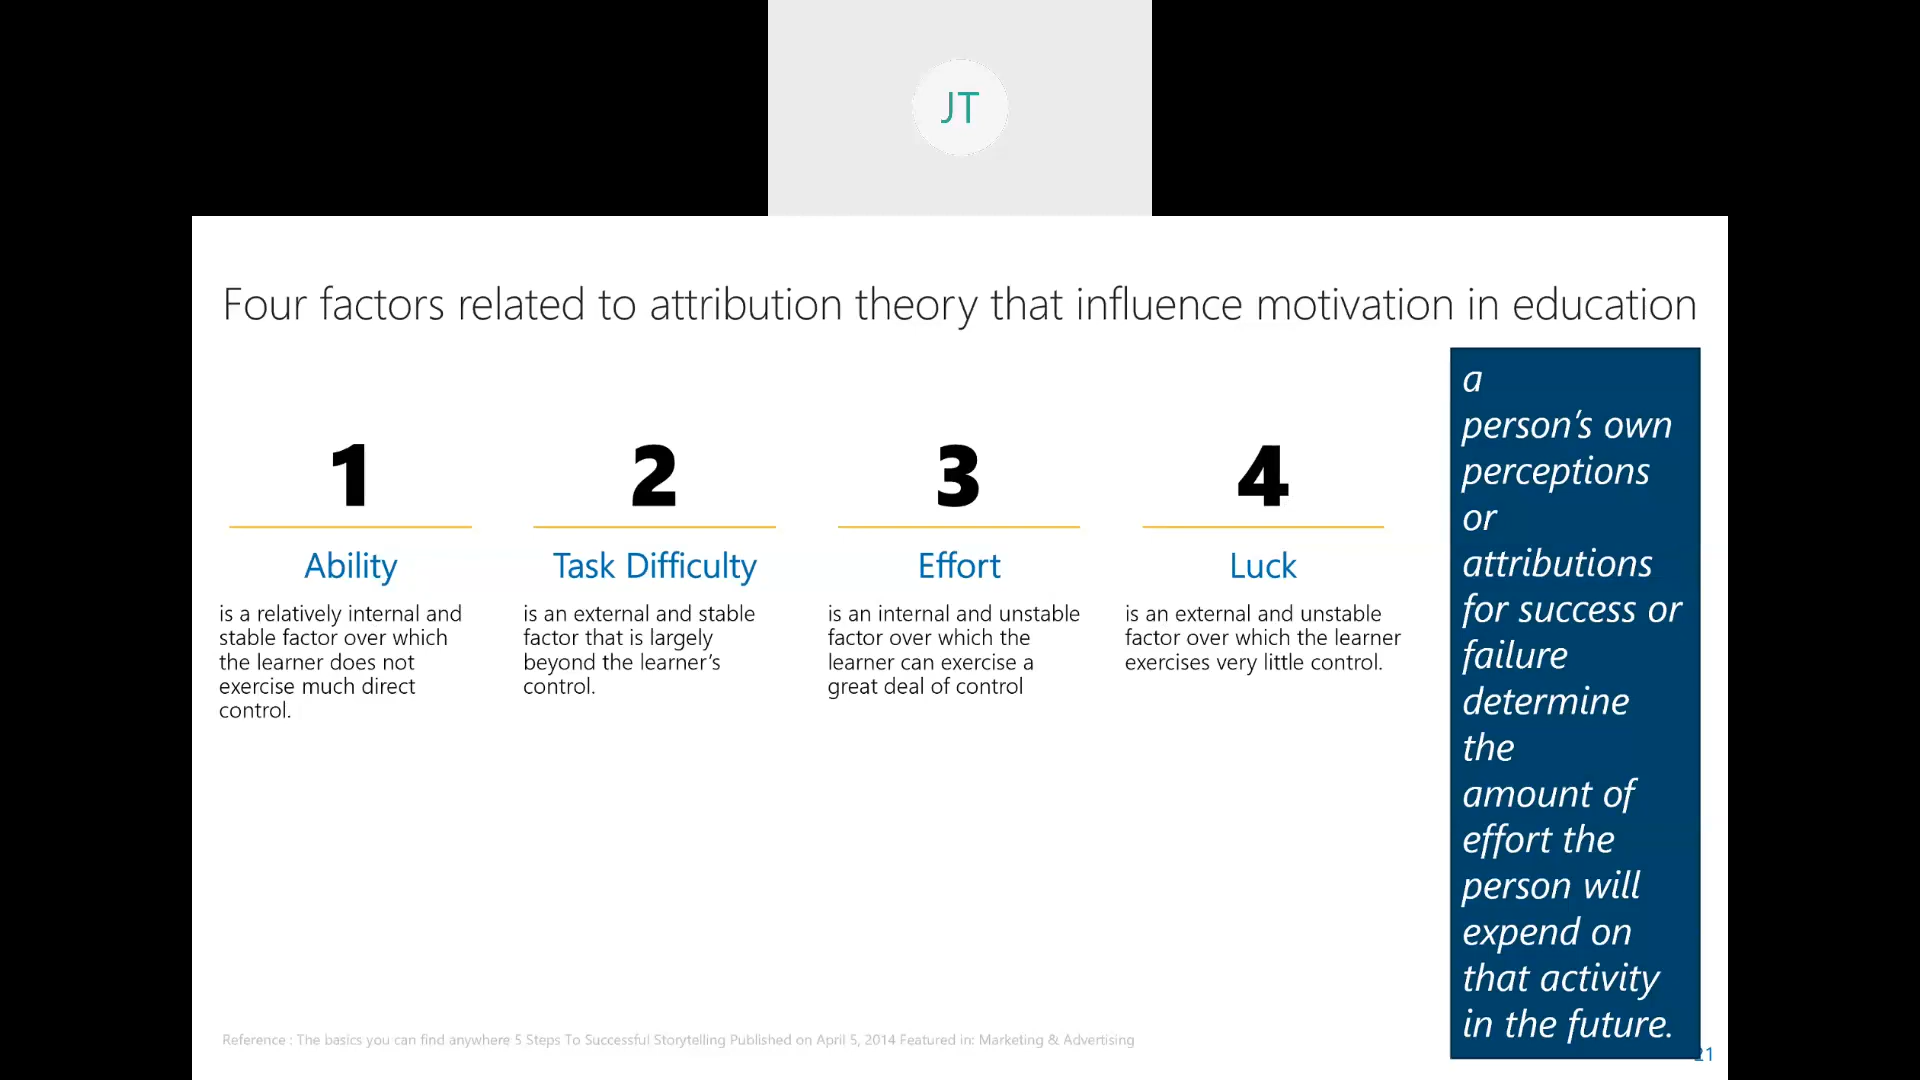 JT
Four factors related to attribution theory that influence motivation in education
1
Ability
is a relatively internal and
stable factor over which
the learner does not
exercise much direct
control.
2
Task Difficulty
is an external and stable
factor that is largely
beyond the learner’s
control.
3
Effort
is an internal and unstable
factor over which the
learner can exercise a
great deal of control
4
Luck
is an external and unstable
factor over which the learner
exercises very little control.
a
person’s own
perceptions
or
attributions
for success or
failure
determine
the
amount of
effort the
person will
expend on
that activity
in the future.
Reference : The basics you can find anywhere 5 Steps To Successful Storytelling Published on April 5, 2014 Featured in: Marketing & Advertising
21